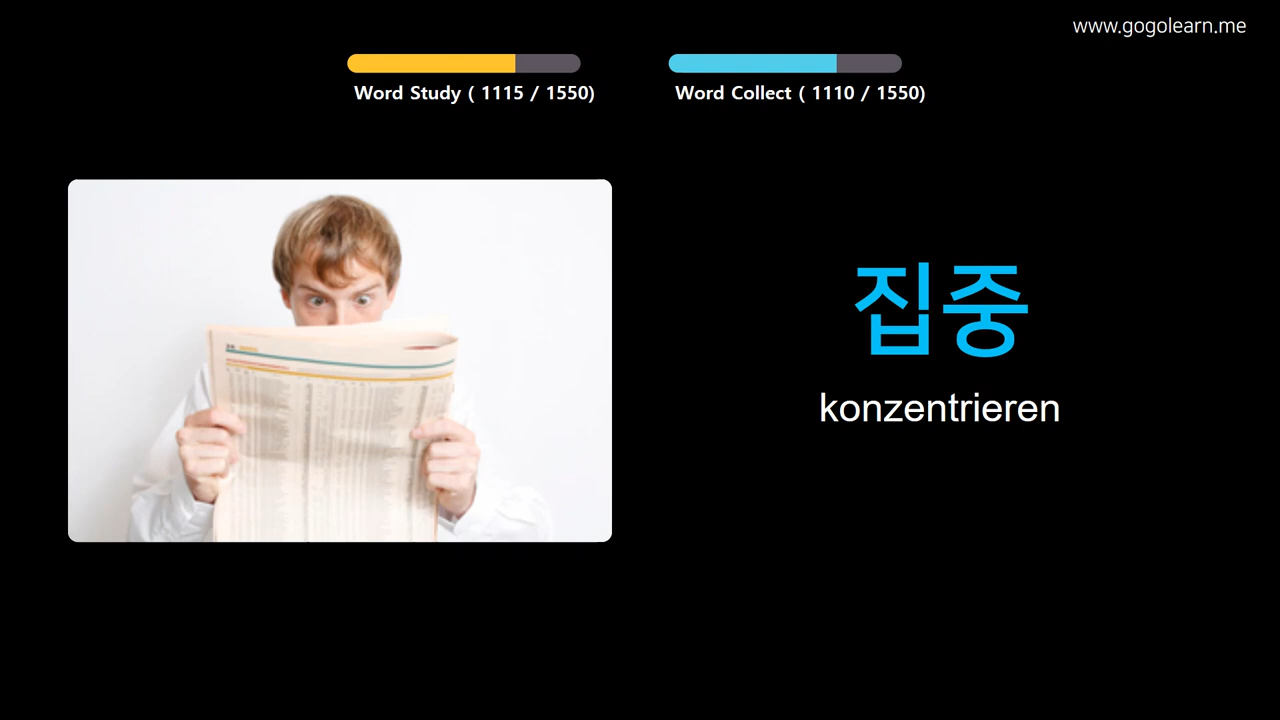 www.gogolearn.me
Word Study ( 1115 / 1550)
Word Collect ( 1110 / 1550)
집중
konzentrieren